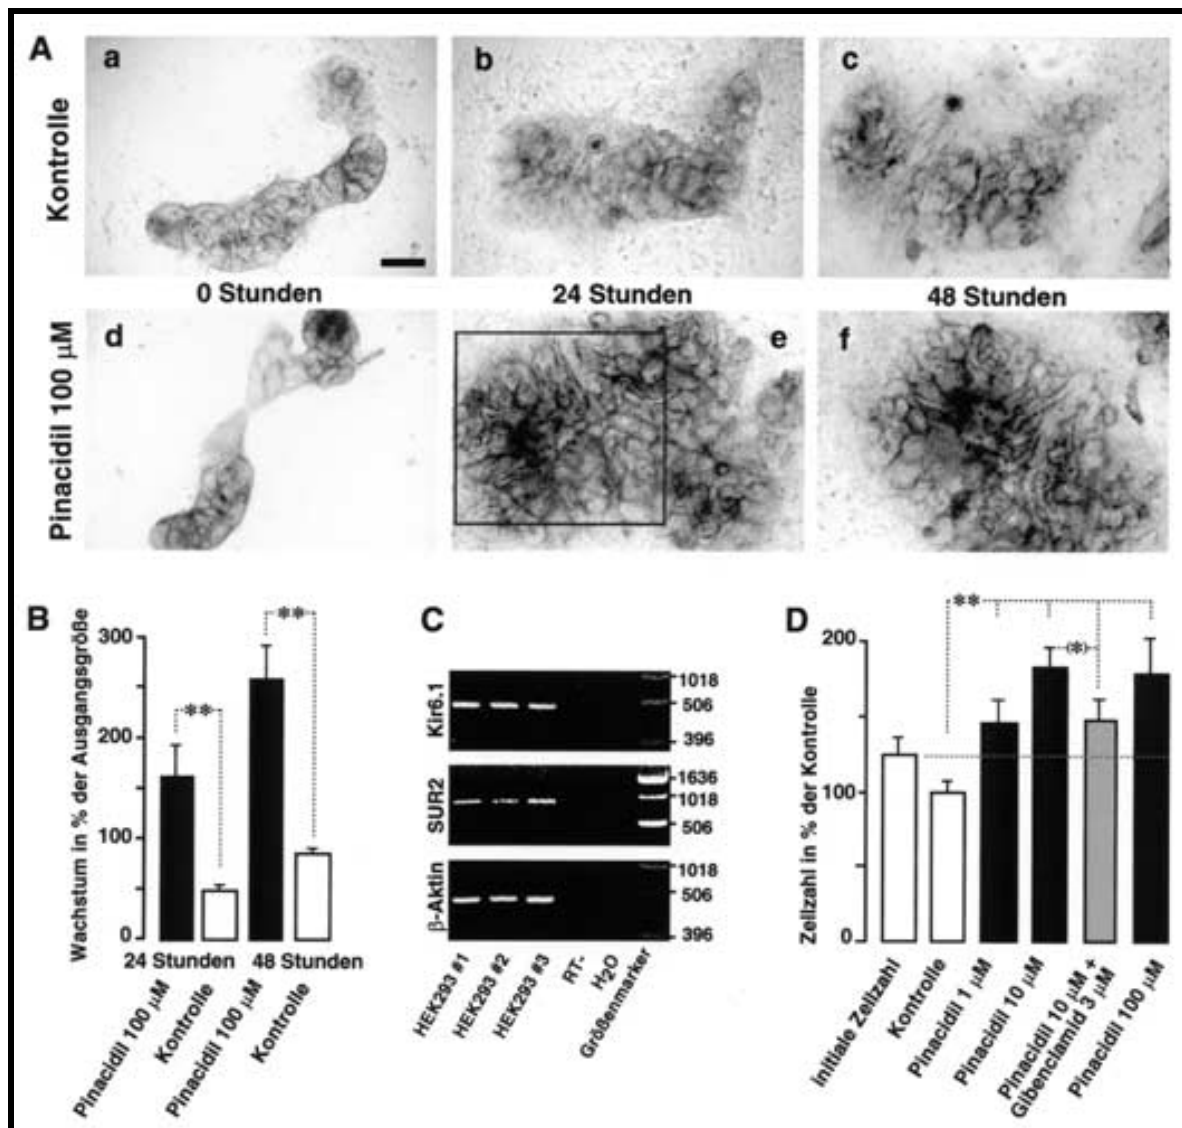 A
Kontrolle
a
b
c
0 Stunden
24 Stunden
48 Stunden
Pinacidil 100 µM
d
e
f
B
Wachstum in % der Ausgangsgröße
300
200
100
0
**
**
24 Stunden
48 Stunden
Pinacidil 100 µM
Kontrolle
Pinacidil 100 µM
Kontrolle
C
Kir6.1
1018
506
396
SUR2
1636
1018
506
β-Aktin
1018
506
396
HEK293 #1
HEK293 #2
HEK293 #3
RT-
H₂O
Größenmarker
D
Zellzahl in % der Kontrolle
200
100
0
**
(*)
Initiale Zellzahl
Kontrolle
Pinacidil 1 µM
Pinacidil 10 µM
Pinacidil 10 µM +
Gibenclamid 3 µM
Pinacidil 100 µM